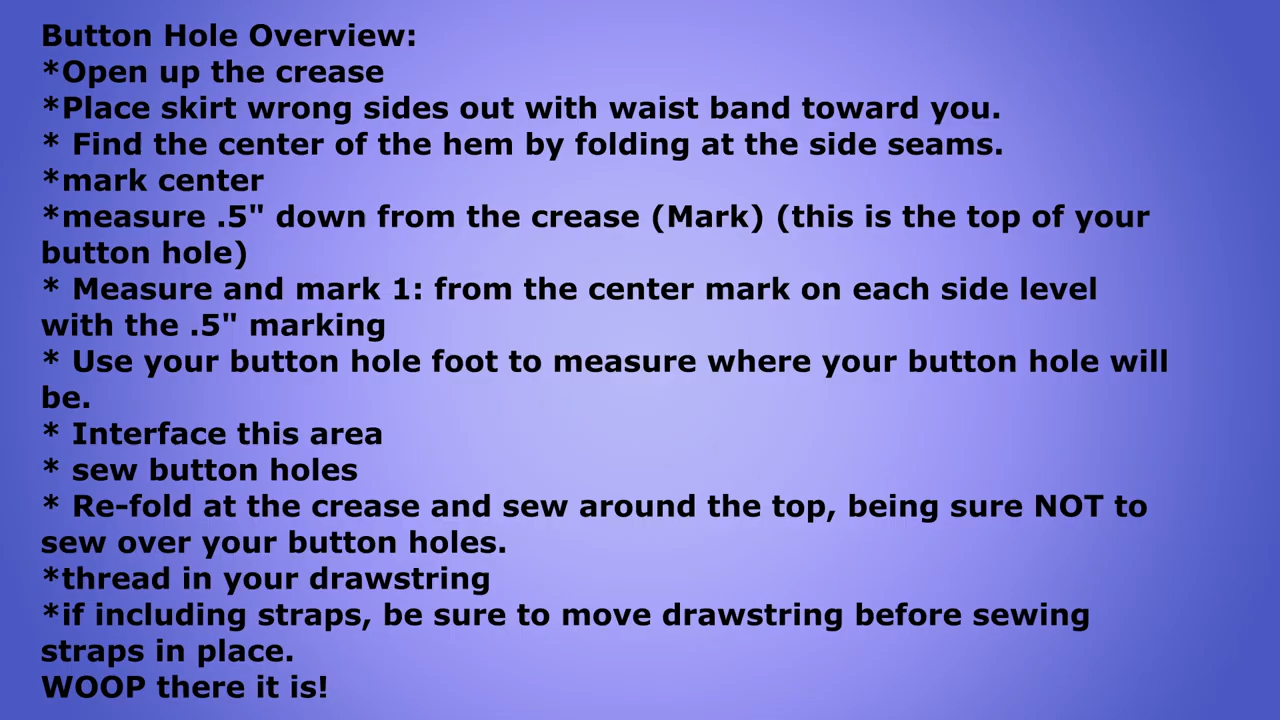 Button Hole Overview:
*Open up the crease
*Place skirt wrong sides out with waist band toward you.
* Find the center of the hem by folding at the side seams.
*mark center
*measure .5" down from the crease (Mark) (this is the top of your
button hole)
* Measure and mark 1: from the center mark on each side level
with the .5" marking
* Use your button hole foot to measure where your button hole will
be.
* Interface this area
* sew button holes
* Re-fold at the crease and sew around the top, being sure NOT to
sew over your button holes.
*thread in your drawstring
*if including straps, be sure to move drawstring before sewing
straps in place.
WOOP there it is!